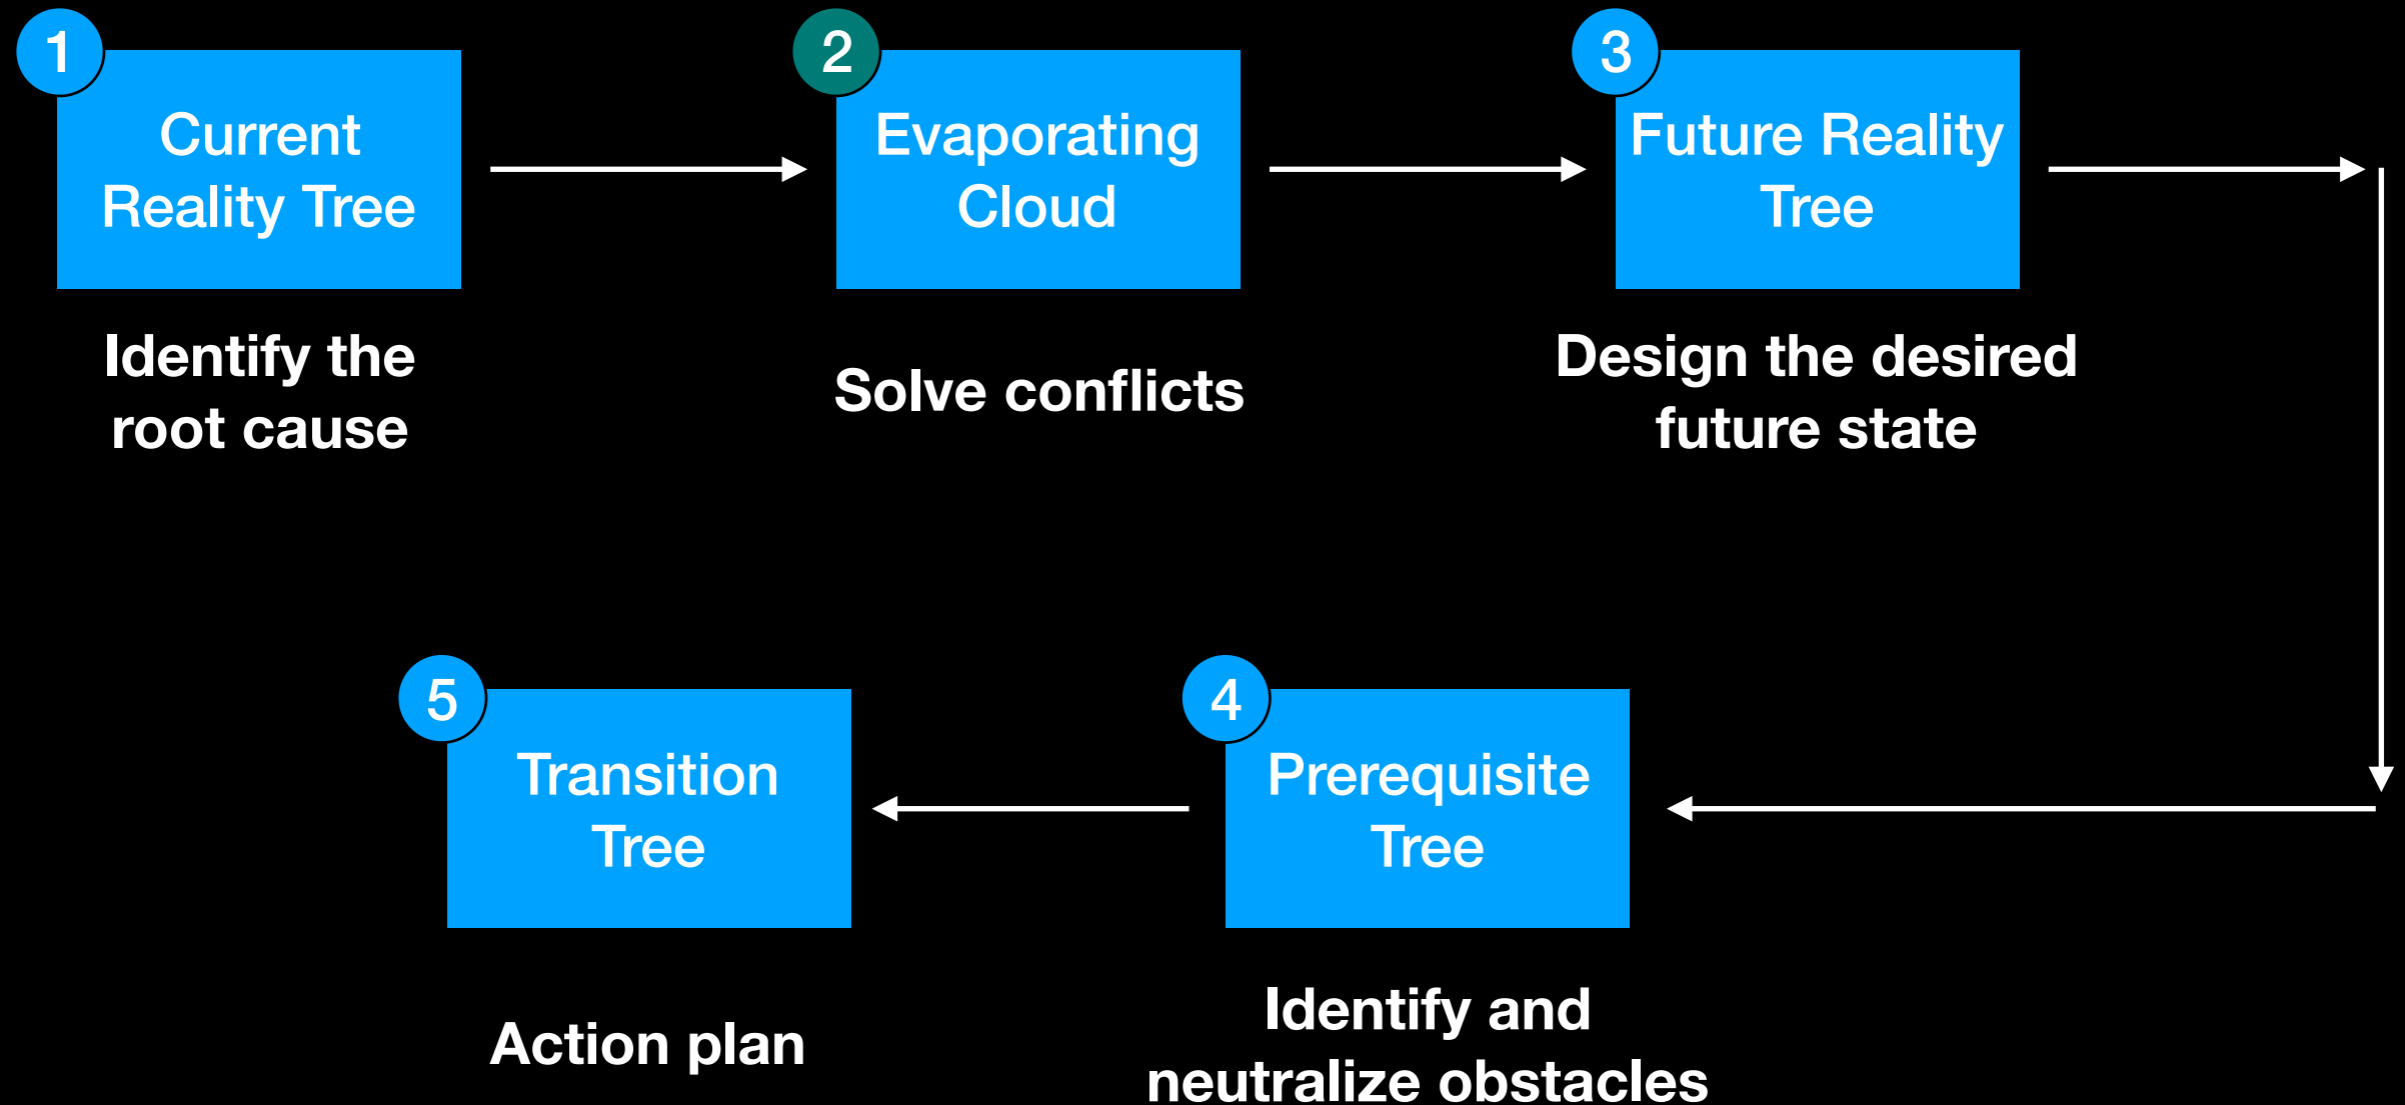 1
Current
Reality Tree
Identify the
root cause
2
Evaporating
Cloud
Solve conflicts
3
Future Reality
Tree
Design the desired
future state
4
Prerequisite
Tree
Identify and
neutralize obstacles
5
Transition
Tree
Action plan